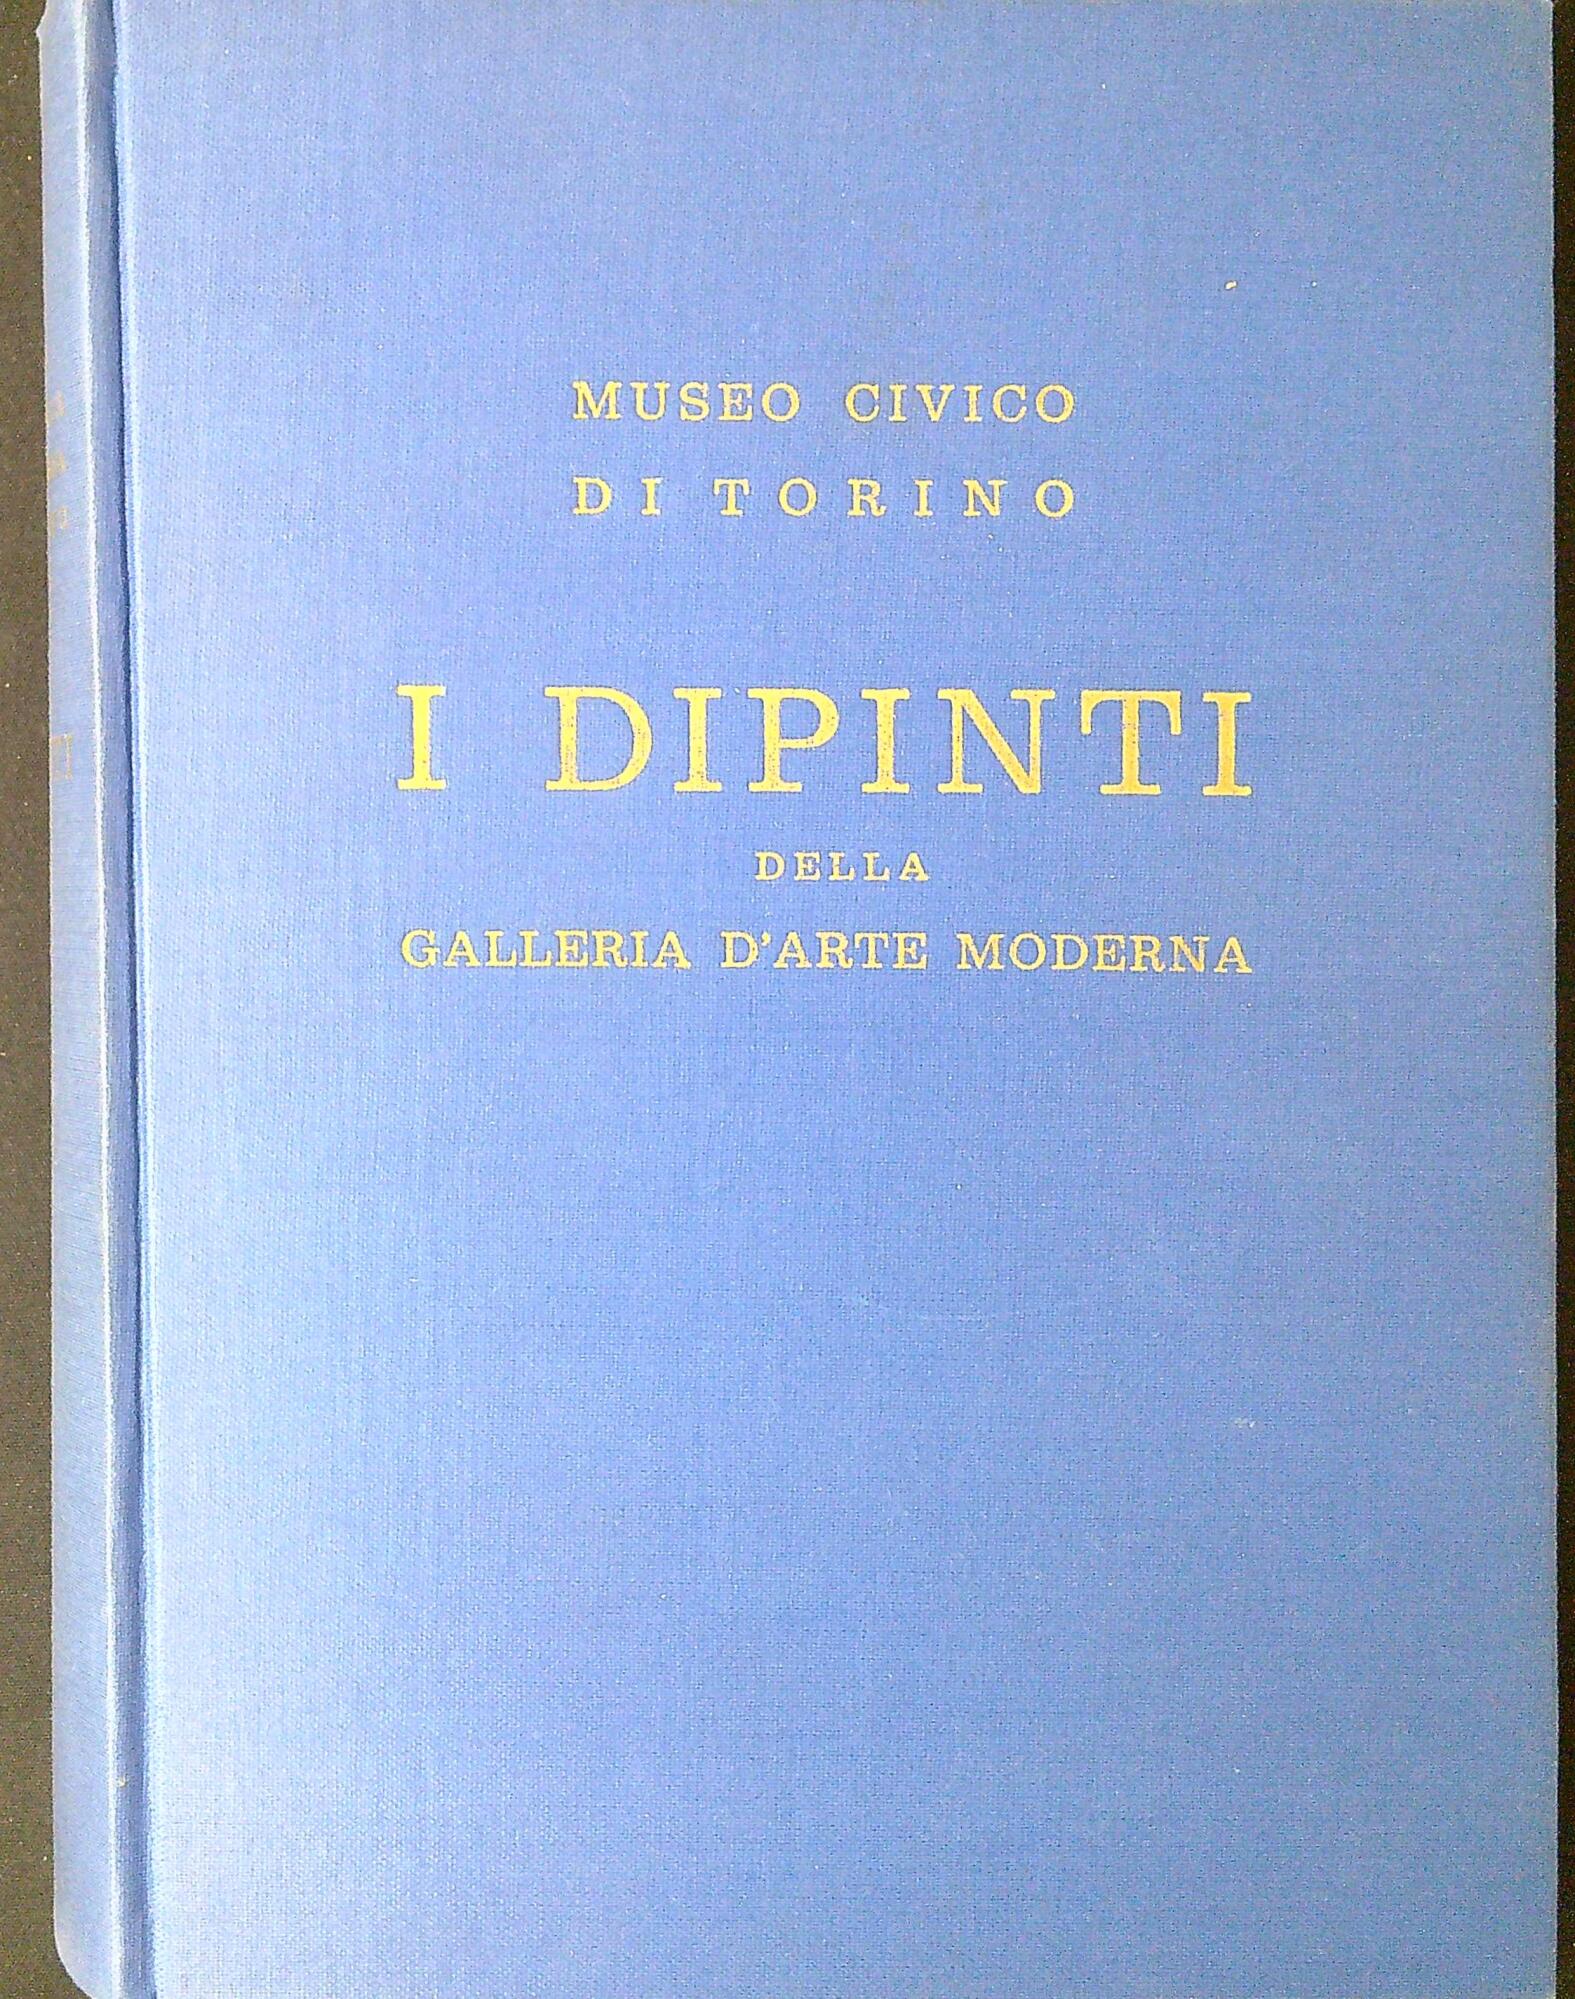 MUSEO CIVICO
DI TORINO
I DIPINTI
DELLA
GALLERIA D'ARTE MODERNA